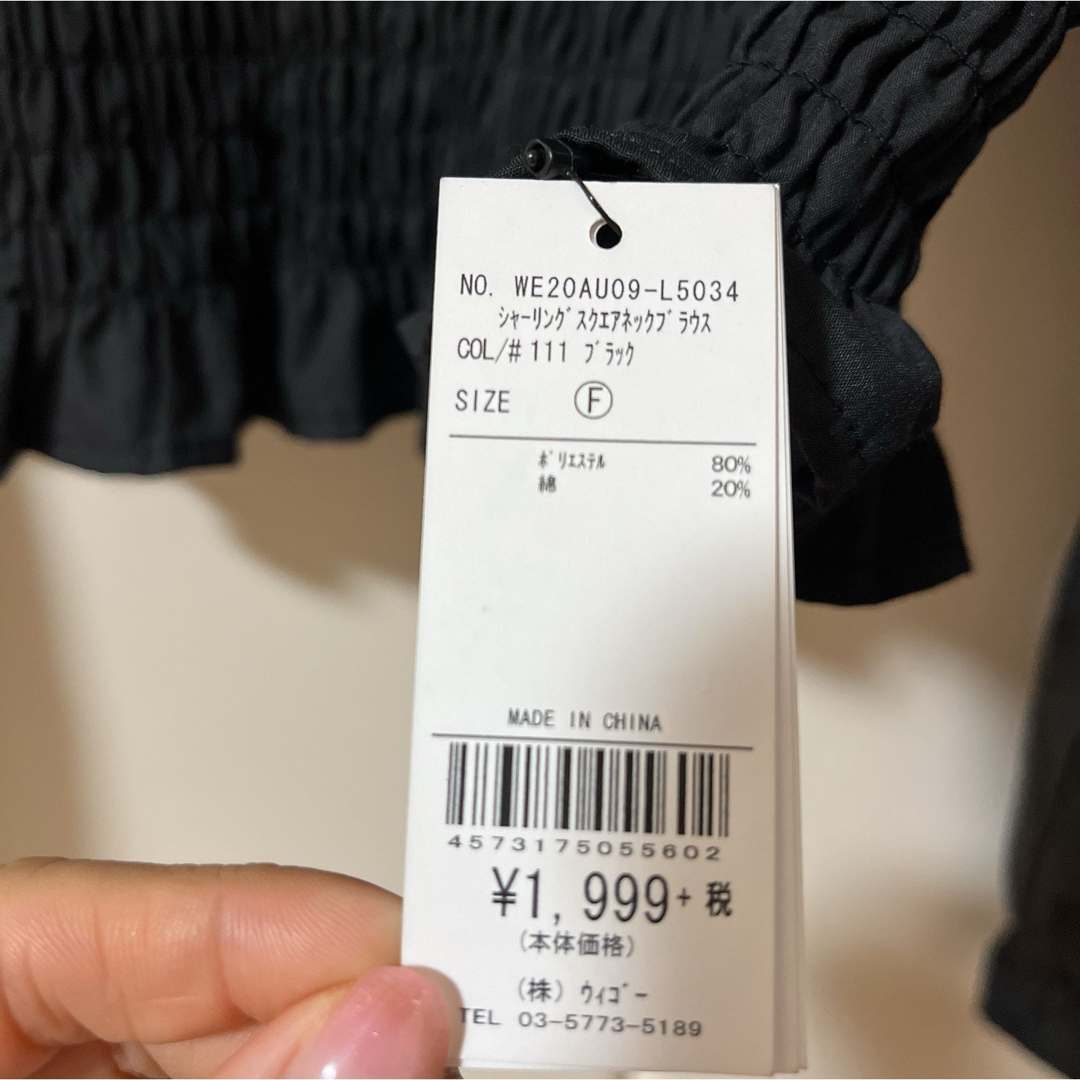 NO. WE20AU09-L5034
ｼｬｰﾘﾝｸﾞｽｸｴｱﾈｯｸﾌﾞﾗｳｽ
COL/# 111 ﾌﾞﾗｯｸ
SIZE Ⓕ
ﾎﾟﾘｴｽﾃﾙ 80%
綿 20%
MADE IN CHINA
4573175055602
¥1,999+税
(本体価格)
(株) ｳｨｺﾞｰ
TEL 03-5773-5189